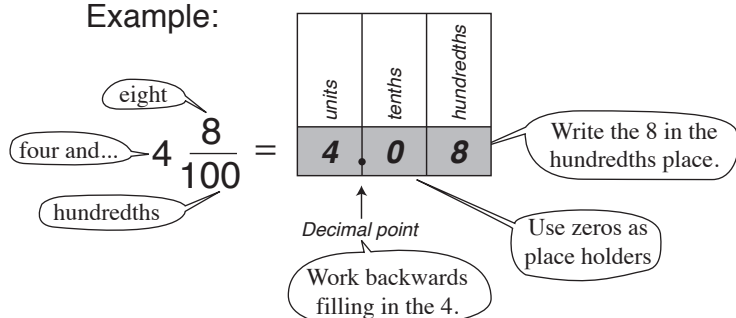 Example:
units
tenths
hundredths
eight
four and...
4 8/100 = 4 . 0 8
hundredths
Write the 8 in the
hundredths place.
Decimal point
Use zeros as
place holders
Work backwards
filling in the 4.